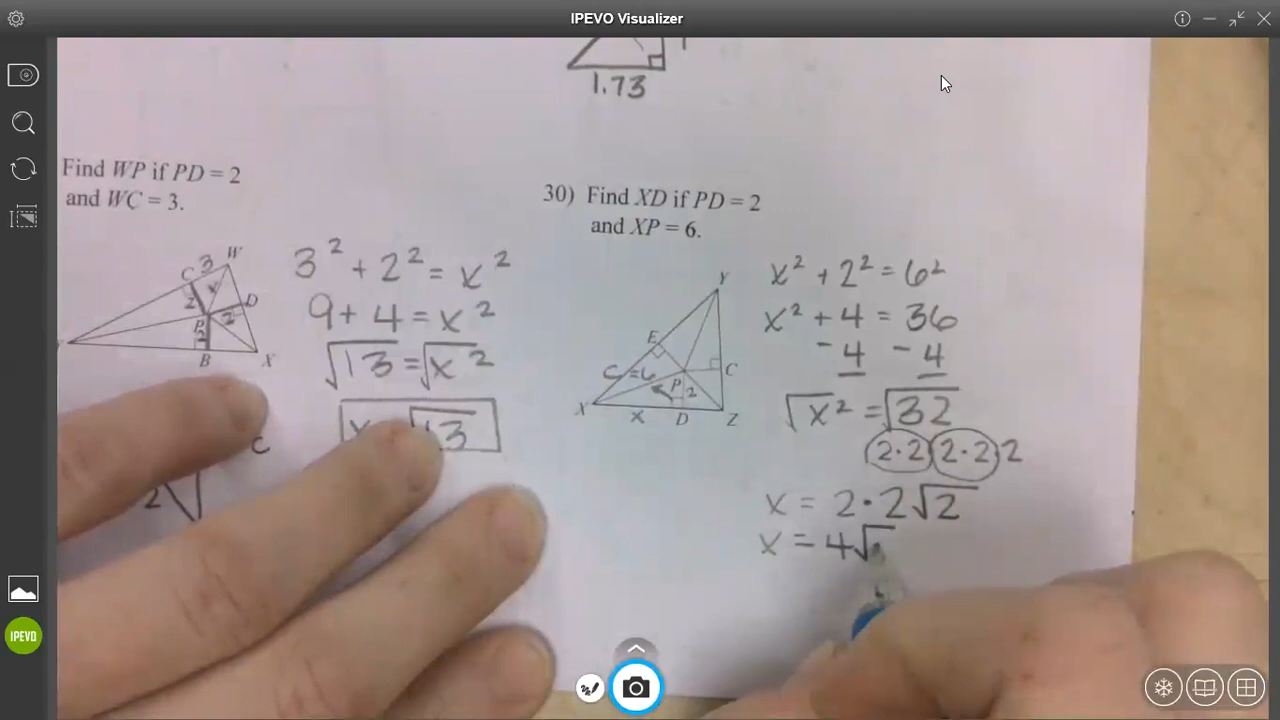 IPEVO Visualizer
1.73
Find WP if PD = 2
and WC = 3.
3² + 2² = x²
9 + 4 = x²
√13 = √x²
C 3 W
2 x
D
P 2
2
B X
C
2
30) Find XD if PD = 2
and XP = 6.
Y
E
C = 6
P 2 C
X x D Z
x² + 2² = 6²
x² + 4 = 36
- 4 - 4
√x² = √32
2·2 2·2 2
x = 2·2√2
x = 4√
IPEVO